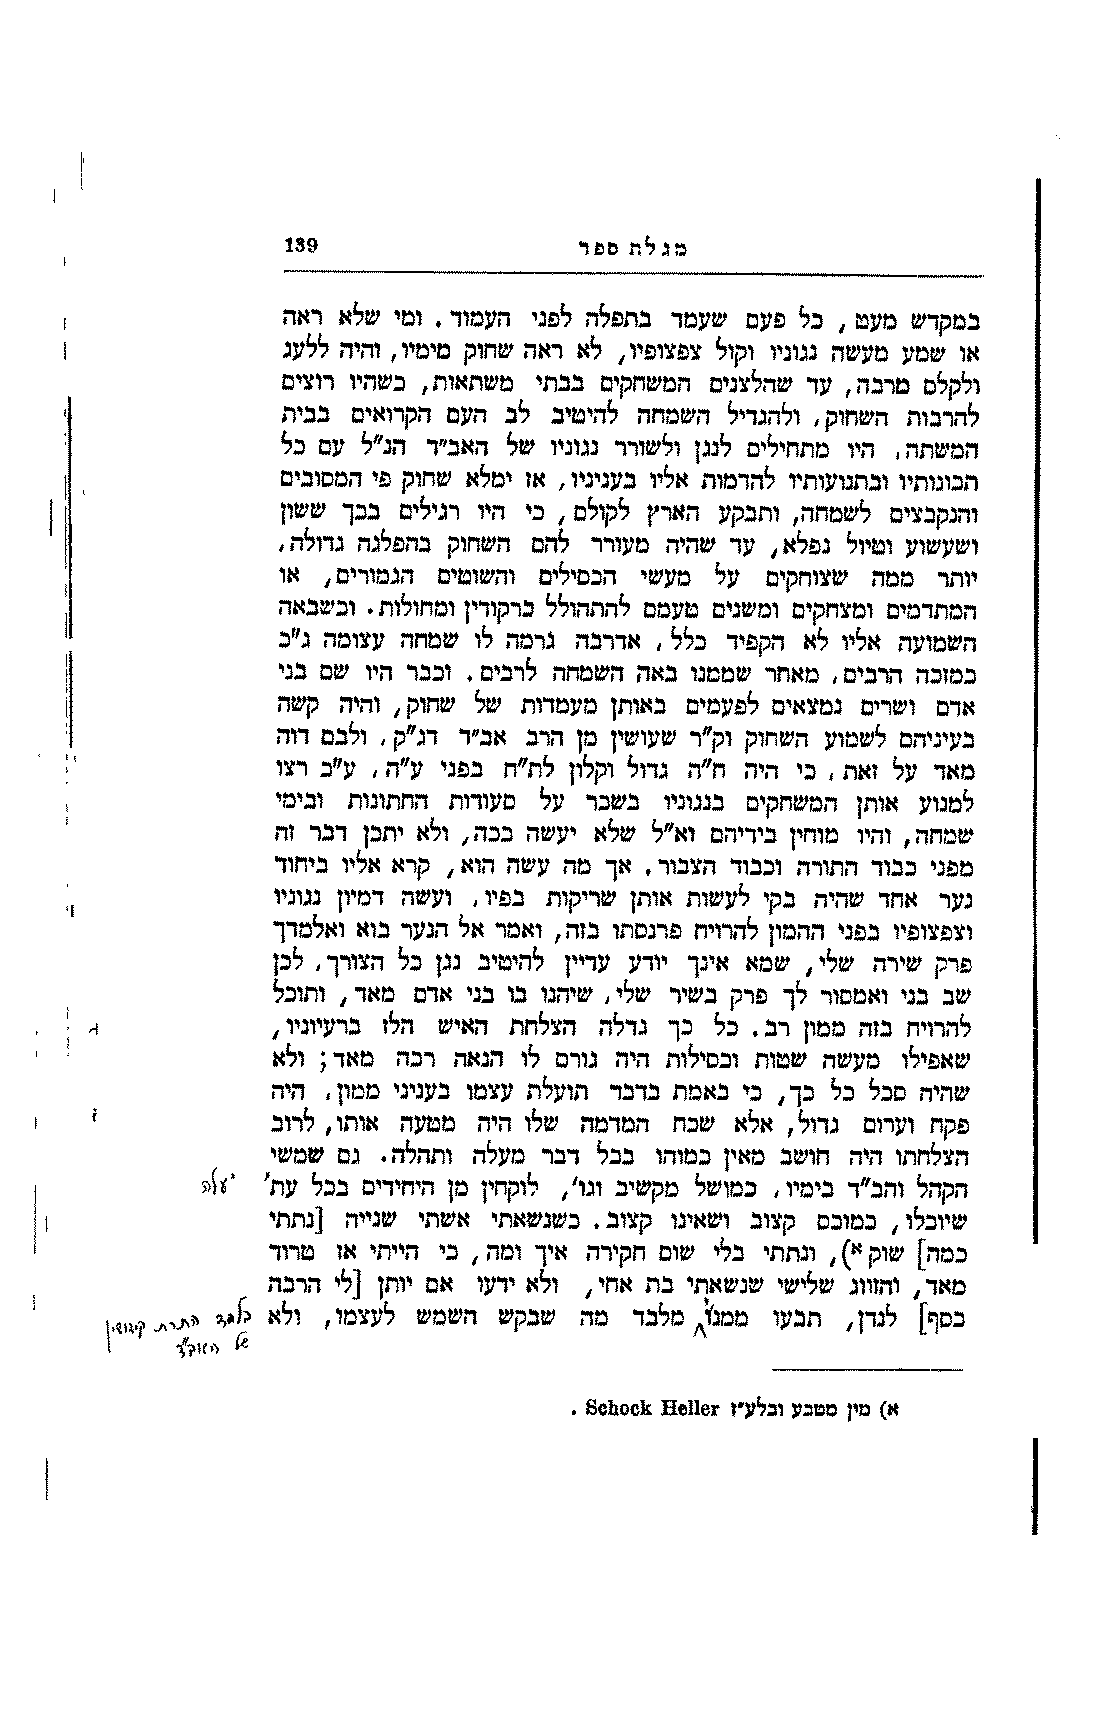 מגלת ספר 139
במקדש מעט, כל פעם שעמד בתפלה לפני העמוד. ומי שלא ראה
או שמע מעשה נגוניו וקול צפצופיו, לא ראה שחוק מימיו, והיה ללעג
ולקלס מרבה, עד שהלצנים המשחקים בבתי משתאות, כשהיו רוצים
להרבות השחוק, ולהגדיל השמחה להיטיב לב העם הקרואים בבית
המשתה, היו מתחילים לנגן ולשורר נגוניו של האב״ד הנ״ל עם כל
הכונותיו ובתנועותיו להדמות אליו בעניניו, אז ימלא שחוק פי המסובים
והנקבצים לשמחה, ותבקע הארץ לקולם, כי היו רגילים בכך ששון
ושעשוע וטיול נפלא, עד שהיה מעורר להם השחוק בהפלגה גדולה,
יותר ממה שצוחקים על מעשי הכסילים והשוטים הגמורים, או
המתדמים ומצחקים ומשנים טעמם להתהולל ברקודין ומחולות. וכשבאה
השמועה אליו לא הקפיד כלל, אדרבה גרמה לו שמחה עצומה ג״כ
כמזכה הרבים, מאחר שממנו באה השמחה לרבים. וכבר היו שם בני
אדם ושרים נמצאים לפעמים באותן מעמדות של שחוק, והיה קשה
בעיניהם לשמוע השחוק וק״ר שעושין מן הרב אב״ד דג״ק, ולבם דוה
מאד על זאת, כי היה ח״ה גדול וקלון לת״ח בפני ע״ה, ע״כ רצו
למנוע אותן המשחקים בנגוניו בשכר על סעודות החתונות ובימי
שמחה, והיו מוחין בידיהם וא״ל שלא יעשה ככה, ולא יתכן דבר זה
מפני כבוד התורה וכבוד הצבור. אך מה עשה הוא, קרא אליו ביחוד
נער אחד שהיה בקי לעשות אותן שריקות בפיו, ועשה דמיון נגוניו
וצפצופיו בפני ההמון להרויח פרנסתו בזה, ואמר אל הנער בוא ואלמדך
פרק שירה שלי, שמא אינך יודע עדיין להיטיב נגן כל הצורך, לכן
שב בני ואמסור לך פרק בשיר שלי, שיהנו בו בני אדם מאד, ותוכל
להרויח בזה ממון רב. כל כך גדלה הצלחת האיש הלז ברעיוניו,
שאפילו מעשה שטות וכסילות היה גורם לו הנאה רבה מאד; ולא
שהיה סכל כל כך, כי באמת בדבר תועלת עצמו בעניני ממון, היה
פקח וערום גדול, אלא שכח המדמה שלו היה מטעה אותו, לרוב
הצלחתו היה חושב מאין כמוהו בכל דבר מעלה ותהלה. גם שמשי
הקהל והב״ד בימיו, כמושל מקשיב וגו', לוקחין מן היחידים בכל עת' יעלה
שיוכלו, כמוכס קצוב ושאינו קצוב. כשנשאתי אשתי שנייה [נתתי
כמה] שוק א), ונתתי בלי שום חקירה איך ומה, כי הייתי אז טרוד
מאד, והזווג שלישי שנשאתי בת אחי, ולא ידעו אם יותן [לי הרבה
כסף] לנדן, תבעו ממני מלבד מה שבקש השמש לעצמו, ולא
בלבד התרת קידושין
של האב״ד
א) מין מטבע ובלע״ז Schock Heller .